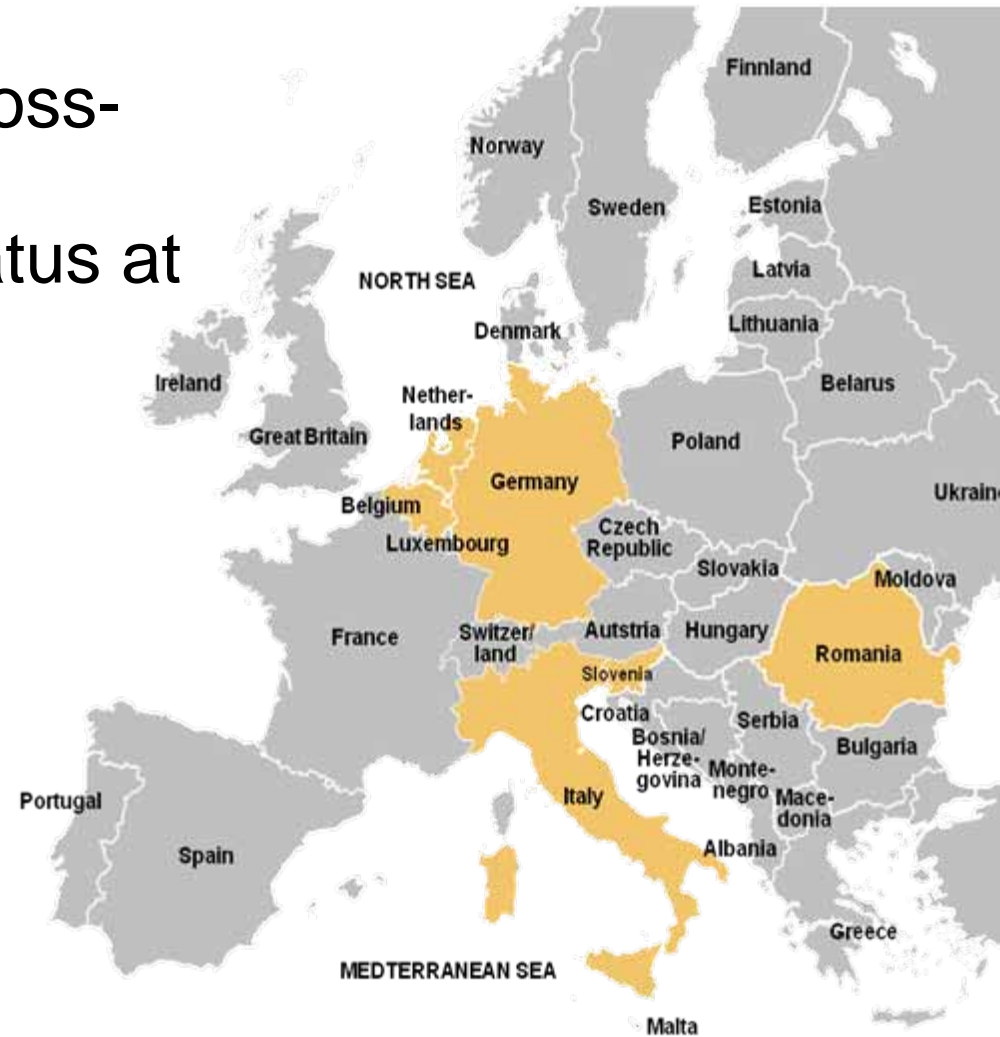 oss-
atus at
Finnland
Norway
Sweden
Estonia
NORTH SEA
Latvia
Denmark
Lithuania
Ireland
Belarus
Nether-
lands
Great Britain
Poland
Germany
Ukraine
Belgium
Czech
Republic
Luxembourg
Slovakia
Moldova
France
Switzer/
land
Autstria
Hungary
Romania
Slovenia
Croatia
Serbia
Bosnia/
Herze-
govina
Bulgaria
Monte-
negro
Portugal
Italy
Mace-
donia
Spain
Albania
Greece
MEDTERRANEAN SEA
Malta